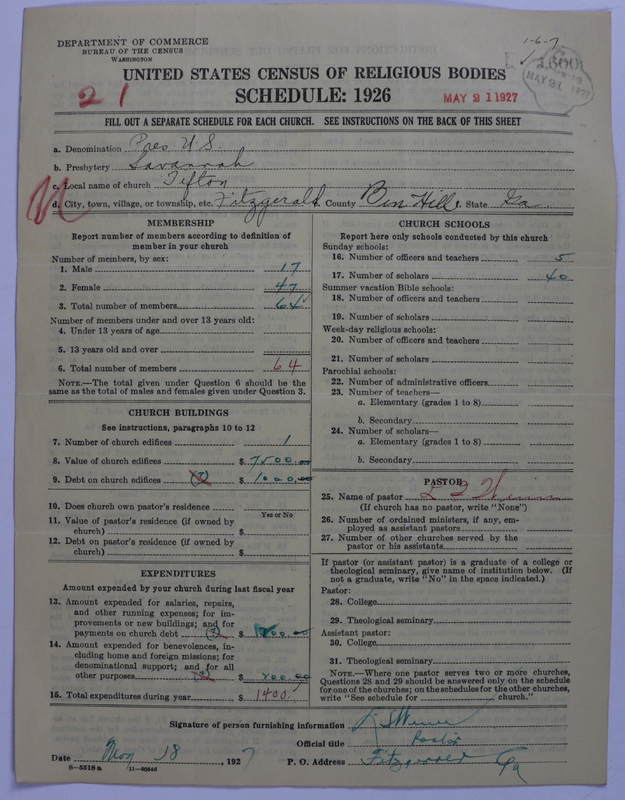 DEPARTMENT OF COMMERCE
BUREAU OF THE CENSUS
WASHINGTON
1-6-7
UNITED STATES CENSUS OF RELIGIOUS BODIES
SCHEDULE: 1926
2 1
MAY 21 1927
1600
MAY 21 1927
FILL OUT A SEPARATE SCHEDULE FOR EACH CHURCH. SEE INSTRUCTIONS ON THE BACK OF THIS SHEET
a. Denomination Pres U.S.
b. Presbytery Savannah
c. Local name of church Tifton
d. City, town, village, or township, etc. Fitzgerald County Ben Hill State Ga
MEMBERSHIP
Report number of members according to definition of member in your church
Number of members, by sex:
1. Male 17
2. Female 47
3. Total number of members 64
Number of members under and over 13 years old:
4. Under 13 years of age
5. 13 years old and over
6. Total number of members 64
NOTE.—The total given under Question 6 should be the same as the total of males and females given under Question 3.
CHURCH BUILDINGS
See instructions, paragraphs 10 to 12
7. Number of church edifices 1
8. Value of church edifices $ 7500.00
9. Debt on church edifices (?) $ 1000.00
10. Does church own pastor's residence
Yes or No
11. Value of pastor's residence (if owned by church) $
12. Debt on pastor's residence (if owned by church) $
EXPENDITURES
Amount expended by your church during last fiscal year
13. Amount expended for salaries, repairs, and other running expenses; for improvements or new buildings; and for payments on church debt (?) $
14. Amount expended for benevolences, including home and foreign missions; for denominational support; and for all other purposes (?) $
15. Total expenditures during year $ 1400.
CHURCH SCHOOLS
Report here only schools conducted by this church
Sunday schools:
16. Number of officers and teachers 5
17. Number of scholars 40
Summer vacation Bible schools:
18. Number of officers and teachers
19. Number of scholars
Week-day religious schools:
20. Number of officers and teachers
21. Number of scholars
Parochial schools:
22. Number of administrative officers
23. Number of teachers—
a. Elementary (grades 1 to 8)
b. Secondary
24. Number of scholars—
a. Elementary (grades 1 to 8)
b. Secondary
PASTOR
25. Name of pastor
(If church has no pastor, write "None")
26. Number of ordained ministers, if any, employed as assistant pastors
27. Number of other churches served by the pastor or his assistants
If pastor (or assistant pastor) is a graduate of a college or theological seminary, give name of institution below. (If not a graduate, write "No" in the space indicated.)
Pastor:
28. College
29. Theological seminary
Assistant pastor:
30. College
31. Theological seminary
NOTE.—Where one pastor serves two or more churches, Questions 28 and 29 should be answered only on the schedule for one of the churches; on the schedules for the other churches, write "See schedule for church."
Signature of person furnishing information
Official title Pastor
Date May 18, 1927 P. O. Address Fitzgerald Ga
8-5518 a